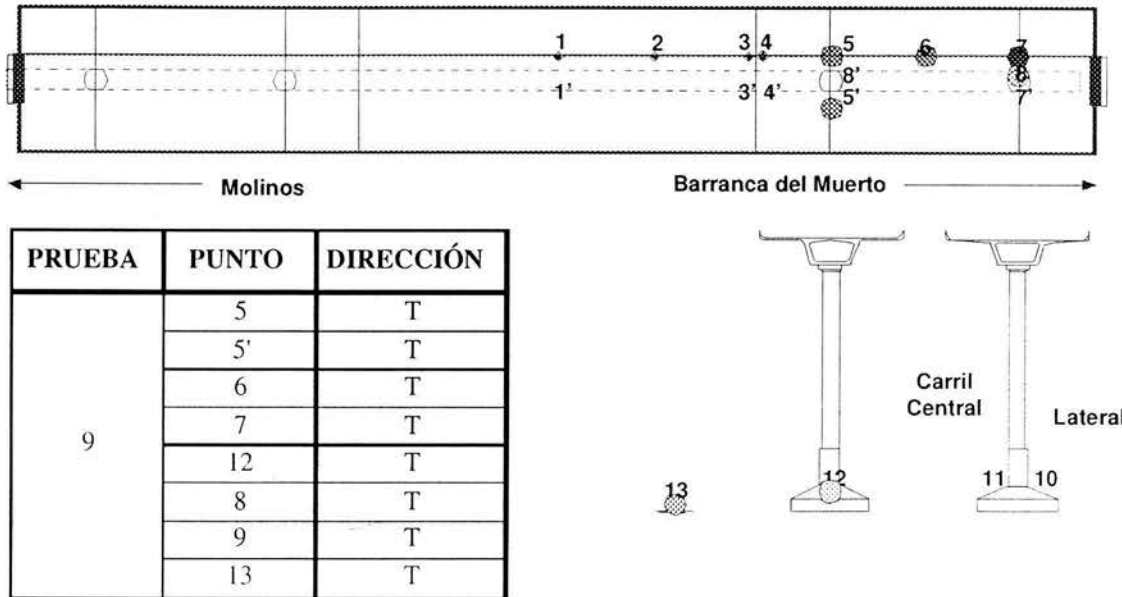 1 2 3 4 5 6 7
8' 8
1' 3' 4' 5' 7'
Molinos Barranca del Muerto
PRUEBA PUNTO DIRECCIÓN
9
5 T
5' T
6 T
7 T
12 T
8 T
9 T
13 T
Carril
Central
Lateral
13 12 11 10